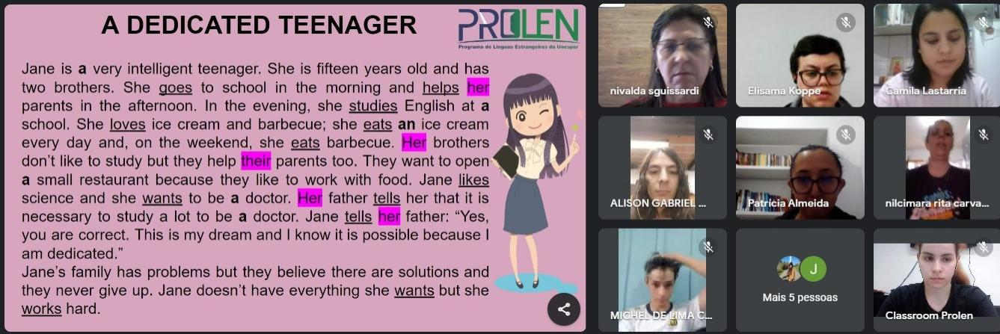 A DEDICATED TEENAGER
PROLEN
Programa de Línguas Estrangeiras da Unespar
Jane is a very intelligent teenager. She is fifteen years old and has
two brothers. She goes to school in the morning and helps her
parents in the afternoon. In the evening, she studies English at a
school. She loves ice cream and barbecue; she eats an ice cream
every day and, on the weekend, she eats barbecue. Her brothers
don't like to study but they help their parents too. They want to open
a small restaurant because they like to work with food. Jane likes
science and she wants to be a doctor. Her father tells her that it is
necessary to study a lot to be a doctor. Jane tells her father: “Yes,
you are correct. This is my dream and I know it is possible because I
am dedicated.”
Jane's family has problems but they believe there are solutions and
they never give up. Jane doesn't have everything she wants but she
works hard.
nivalda sguissardi
Elisama Koppe
Camila Lastarria
ALISON GABRIEL ...
Patrícia Almeida
nilcimara rita carva...
MICHEL DE LIMA C...
J
Mais 5 pessoas
Classroom Prolen